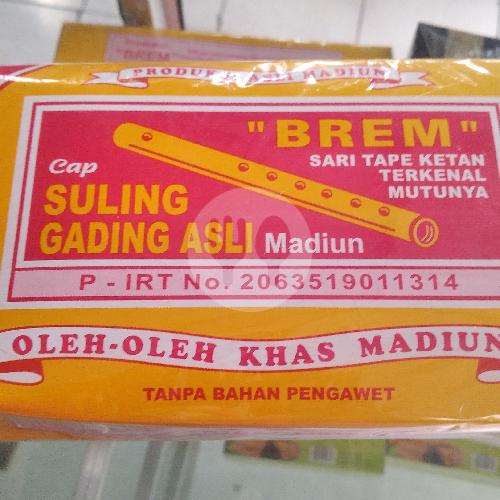 "BREM"
PRODUK ASLI MADIUN
"BREM"
SARI TAPE KETAN
TERKENAL
MUTUNYA
Cap
SULING
GADING ASLI Madiun
P - IRT No. 2063519011314
OLEH-OLEH KHAS MADIUN
TANPA BAHAN PENGAWET